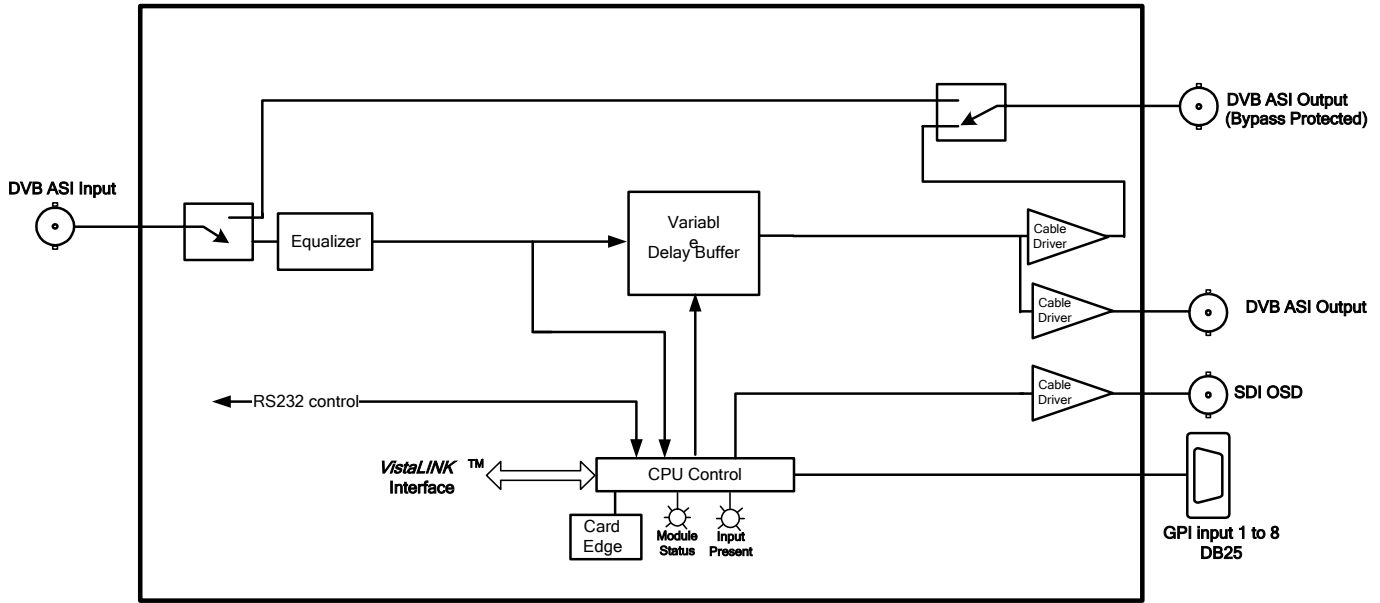 DVB ASI Output
(Bypass Protected)
DVB ASI Input
Equalizer
Variabl
e
Delay Buffer
Cable
Driver
Cable
Driver
DVB ASI Output
Cable
Driver
SDI OSD
RS232 control
VistaLINK ™
Interface
CPU Control
Card
Edge
Module
Status
Input
Present
GPI input 1 to 8
DB25